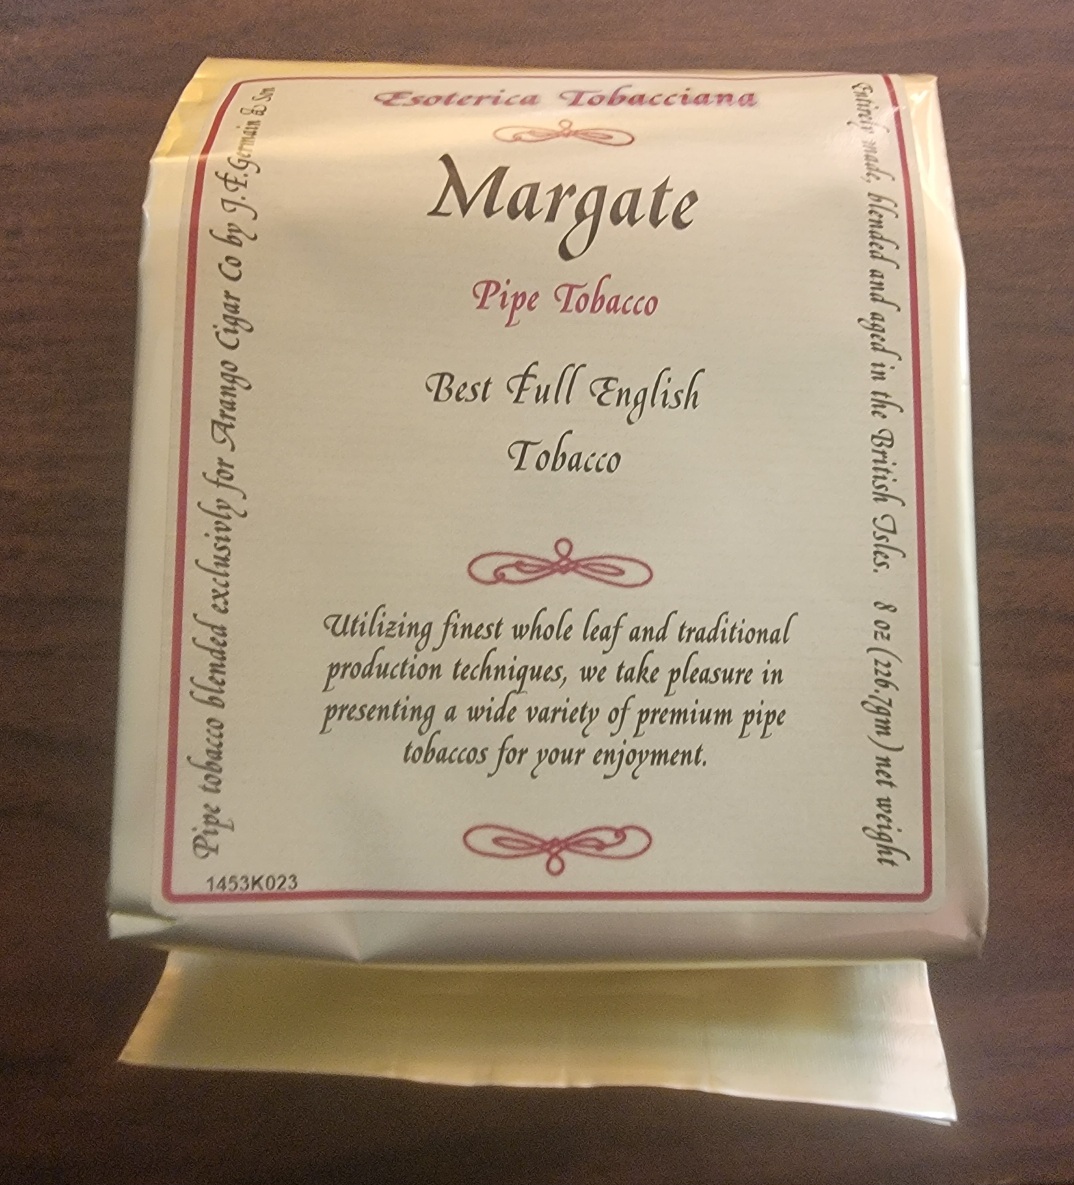 Esoterica Tobacciana
Margate
Pipe Tobacco
Best Full English
Tobacco
Utilizing finest whole leaf and traditional
production techniques, we take pleasure in
presenting a wide variety of premium pipe
tobaccos for your enjoyment.
Pipe tobacco blended exclusivly for Arango Cigar Co by J.F.Germain & Son
Entirely made, blended and aged in the British Isles. 8 oz (226.7gm) net weight
1453K023